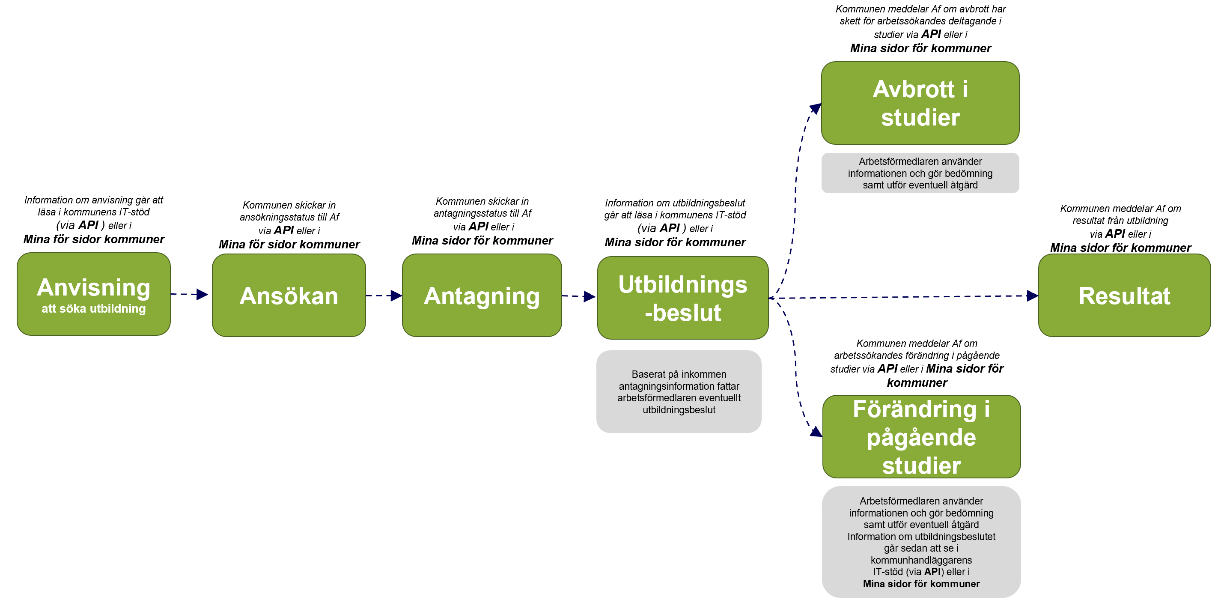 Information om anvisning går att
läsa i kommunens IT-stöd
(via API ) eller i
Mina för sidor kommuner
Anvisning
att söka utbildning
Kommunen skickar in
ansökningsstatus till Af
via API eller i
Mina för sidor kommuner
Ansökan
Kommunen skickar in
antagningsstatus till Af
via API eller i
Mina sidor för kommuner
Antagning
Information om utbildningsbeslut
går att läsa i kommunens IT-stöd
(via API ) eller i
Mina sidor för kommuner
Utbildnings
-beslut
Baserat på inkommen
antagningsinformation fattar
arbetsförmedlaren eventuellt
utbildningsbeslut
Kommunen meddelar Af om avbrott har
skett för arbetssökandes deltagande i
studier via API eller i
Mina sidor för kommuner
Avbrott i
studier
Arbetsförmedlaren använder
informationen och gör bedömning
samt utför eventuell åtgärd
Kommunen meddelar Af om
arbetssökandes förändring i pågående
studier via API eller i Mina sidor för
kommuner
Förändring i
pågående
studier
Arbetsförmedlaren använder
informationen och gör bedömning
samt utför eventuell åtgärd
Information om utbildningsbeslutet
går sedan att se i
kommunhandläggarens
IT-stöd (via API) eller i
Mina sidor för kommuner
Kommunen meddelar Af om
resultat från utbildning
via API eller i
Mina sidor för kommuner
Resultat